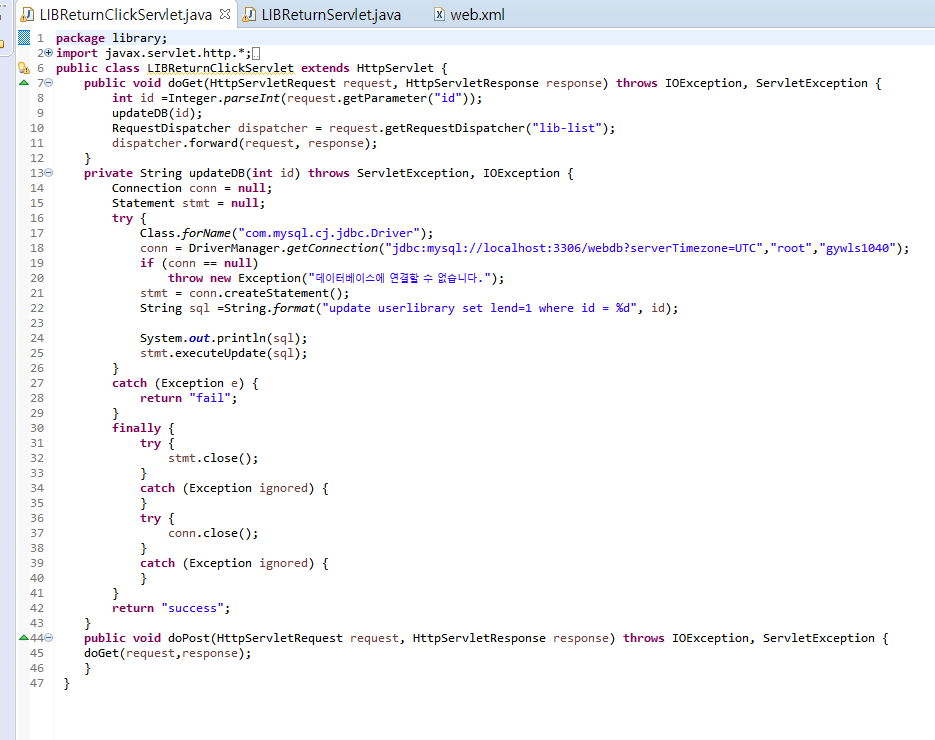 LIBReturnClickServlet.java LIBReturnServlet.java web.xml
1 package library;
2 import javax.servlet.http.*;
6 public class LIBReturnClickServlet extends HttpServlet {
7 public void doGet(HttpServletRequest request, HttpServletResponse response) throws IOException, ServletException {
8 int id =Integer.parseInt(request.getParameter("id"));
9 updateDB(id);
10 RequestDispatcher dispatcher = request.getRequestDispatcher("lib-list");
11 dispatcher.forward(request, response);
12 }
13 private String updateDB(int id) throws ServletException, IOException {
14 Connection conn = null;
15 Statement stmt = null;
16 try {
17 Class.forName("com.mysql.cj.jdbc.Driver");
18 conn = DriverManager.getConnection("jdbc:mysql://localhost:3306/webdb?serverTimezone=UTC","root","gywls1040");
19 if (conn == null)
20 throw new Exception("데이터베이스에 연결할 수 없습니다.");
21 stmt = conn.createStatement();
22 String sql =String.format("update userlibrary set lend=1 where id = %d", id);
23
24 System.out.println(sql);
25 stmt.executeUpdate(sql);
26 }
27 catch (Exception e) {
28 return "fail";
29 }
30 finally {
31 try {
32 stmt.close();
33 }
34 catch (Exception ignored) {
35 }
36 try {
37 conn.close();
38 }
39 catch (Exception ignored) {
40 }
41 }
42 return "success";
43 }
44 public void doPost(HttpServletRequest request, HttpServletResponse response) throws IOException, ServletException {
45 doGet(request,response);
46 }
47 }